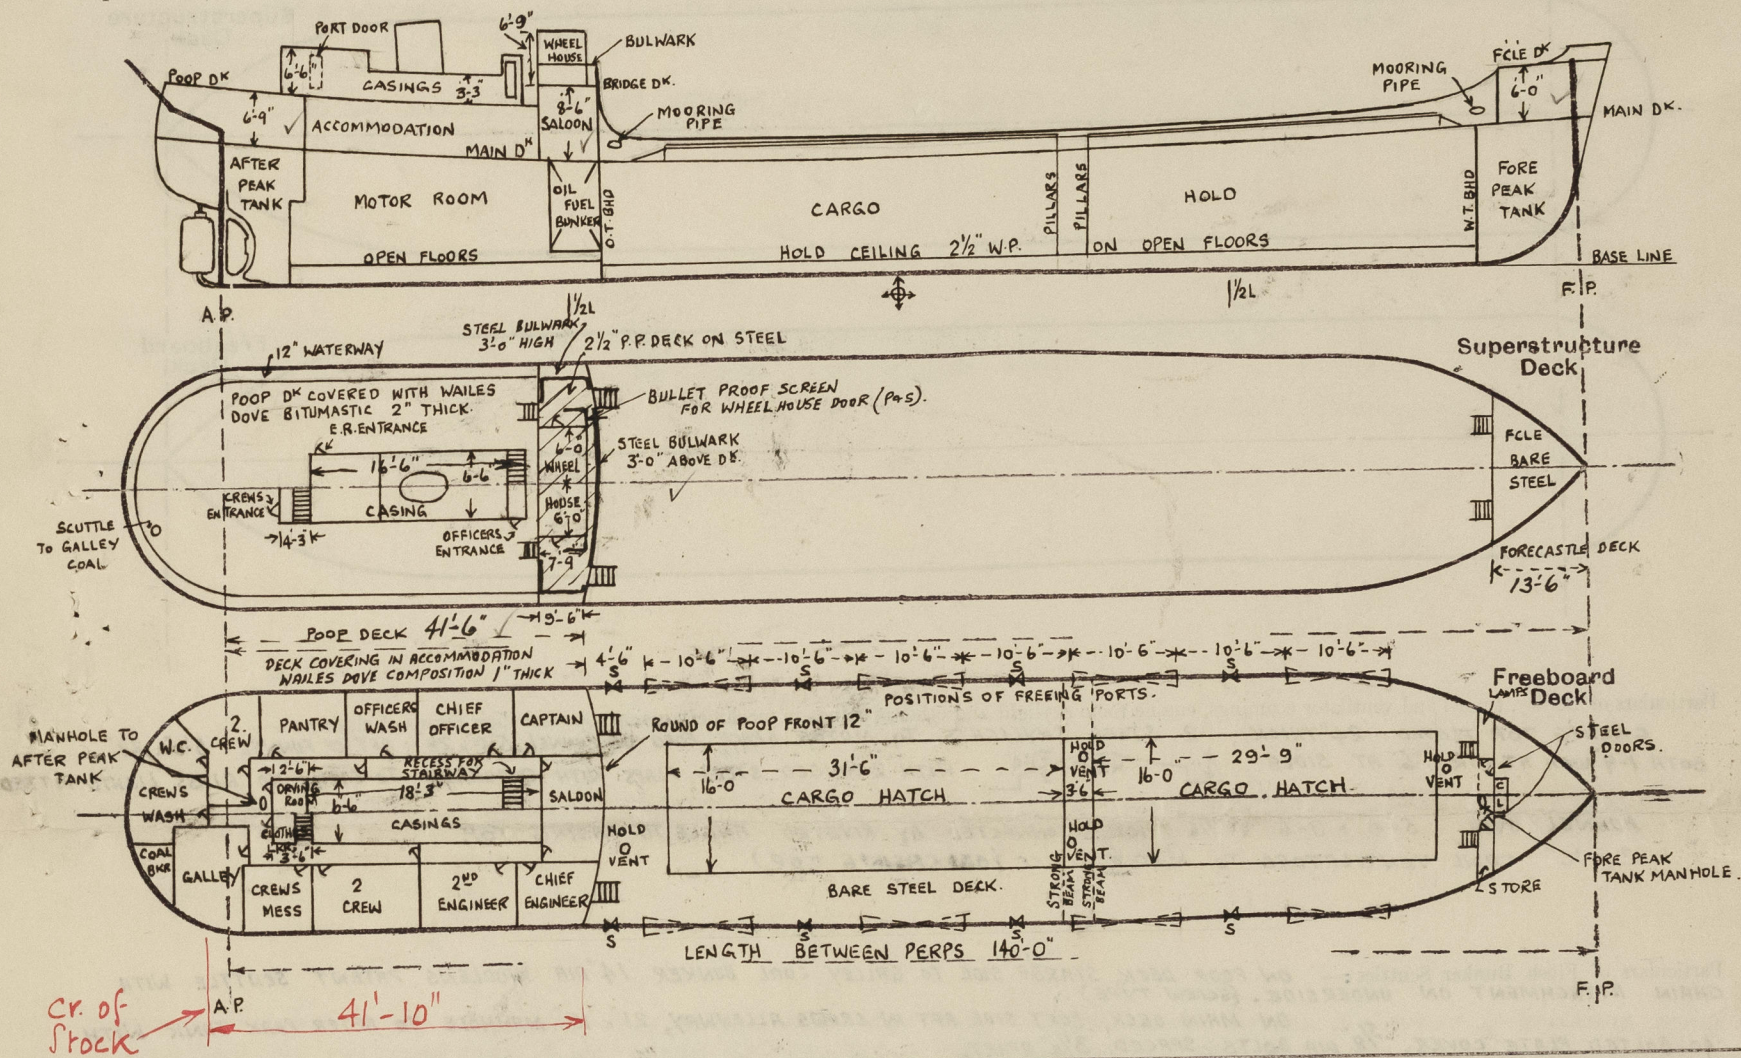 PORT DOOR
6'-9"
WHEEL
HOUSE
BULWARK
FCLE DK
POOP DK
6'-6"
CASINGS
3'-3"
BRIDGE DK.
MOORING
PIPE
6'-0"
MAIN DK.
6'-9"
ACCOMMODATION
8'-6"
SALOON
MOORING
PIPE
MAIN DK
AFTER
PEAK
TANK
MOTOR ROOM
OIL
FUEL
BUNKER
O.T. BHD
CARGO
PILLARS
PILLARS
HOLD
W.T. BHD
FORE
PEAK
TANK
OPEN FLOORS
HOLD CEILING 2½" W.P.
ON OPEN FLOORS
BASE LINE
A.P.
½L
½L
F.P.
12" WATERWAY
STEEL BULWARK
3'-0" HIGH
2½" P.P. DECK ON STEEL
Superstructure
Deck
POOP DK COVERED WITH WAILES
DOVE BITUMASTIC 2" THICK.
E.R. ENTRANCE
BULLET PROOF SCREEN
FOR WHEELHOUSE DOOR (P&S).
16'-6"
6'-6"
6'-0"
WHEEL
HOUSE
6'-0"
STEEL BULWARK
3'-0" ABOVE DK.
FCLE
BARE
STEEL
CREWS
ENTRANCE
CASING
SCUTTLE
TO GALLEY
COAL
4'-3"
OFFICERS
ENTRANCE
7'-9"
FORECASTLE DECK
13'-6"
9'-6"
POOP DECK 41'-6"
DECK COVERING IN ACCOMMODATION
WAILES DOVE COMPOSITION 1" THICK
4'-6" 10'-6" 10'-6" 10'-6" 10'-6" 10'-6" 10'-6" 10'-6"
S S S S
POSITIONS OF FREEING PORTS.
Freeboard
Deck
LAMPS
MANHOLE TO
AFTER PEAK
TANK
W.C.
2
CREW
PANTRY
OFFICERS
WASH
CHIEF
OFFICER
CAPTAIN
ROUND OF POOP FRONT 12"
STEEL
DOORS.
12'-6"
RECESS FOR
STAIRWAY
CREWS
WASH
DRYING
ROOM
6'-6"
18'-3"
CASINGS
SALOON
16'-0"
31'-6"
CARGO HATCH
HOLD
VENT
3'-6
HOLD
VENT
16'-0
29'-9"
CARGO HATCH
HOLD
VENT
C
L
3'-6"
HOLD
VENT
COAL
BKR
GALLEY
CREWS
MESS
2
CREW
2ND
ENGINEER
CHIEF
ENGINEER
BARE STEEL DECK.
STRONG
BEAM
STRONG
BEAM
STORE
FORE PEAK
TANK MANHOLE.
S S S S
LENGTH BETWEEN PERPS 140'-0"
A.P.
F.P.
Cr. of
Stock
41'-10"